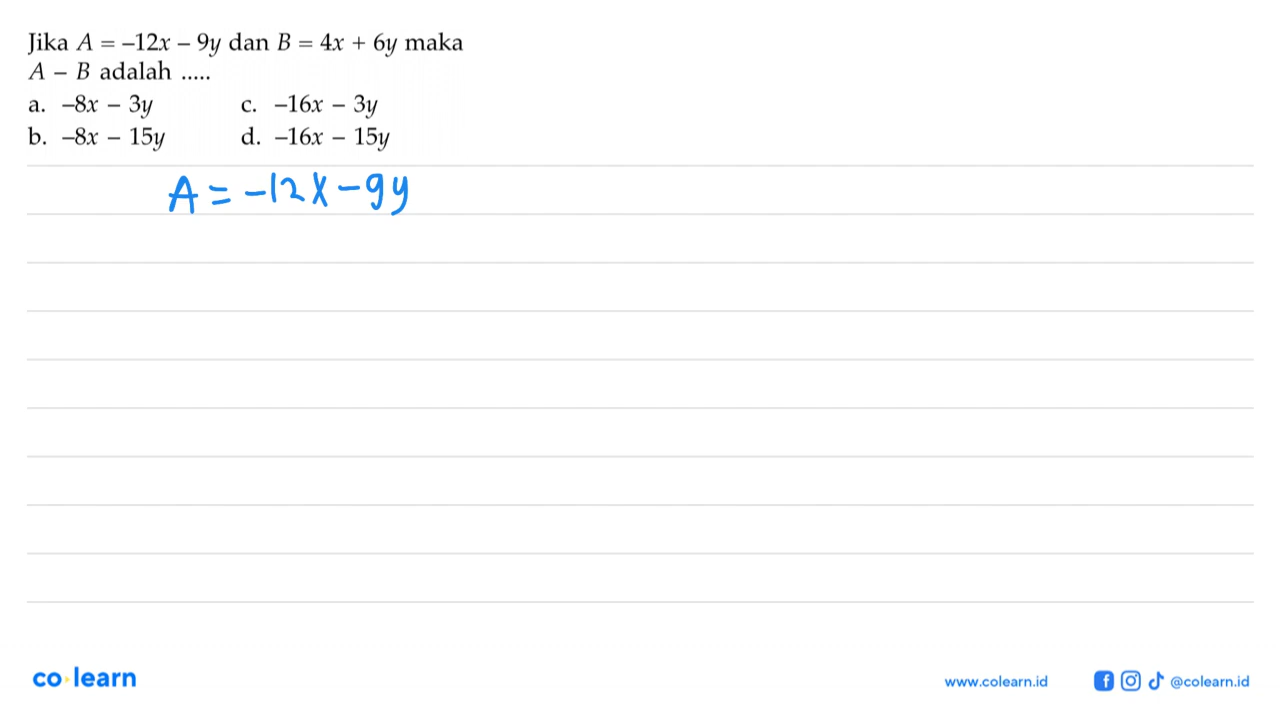 Jika A = –12x – 9y dan B = 4x + 6y maka
A – B adalah .....
a. –8x – 3y c. –16x – 3y
b. –8x – 15y d. –16x – 15y
A = -12x - 9y
co learn
www.colearn.id @colearn.id